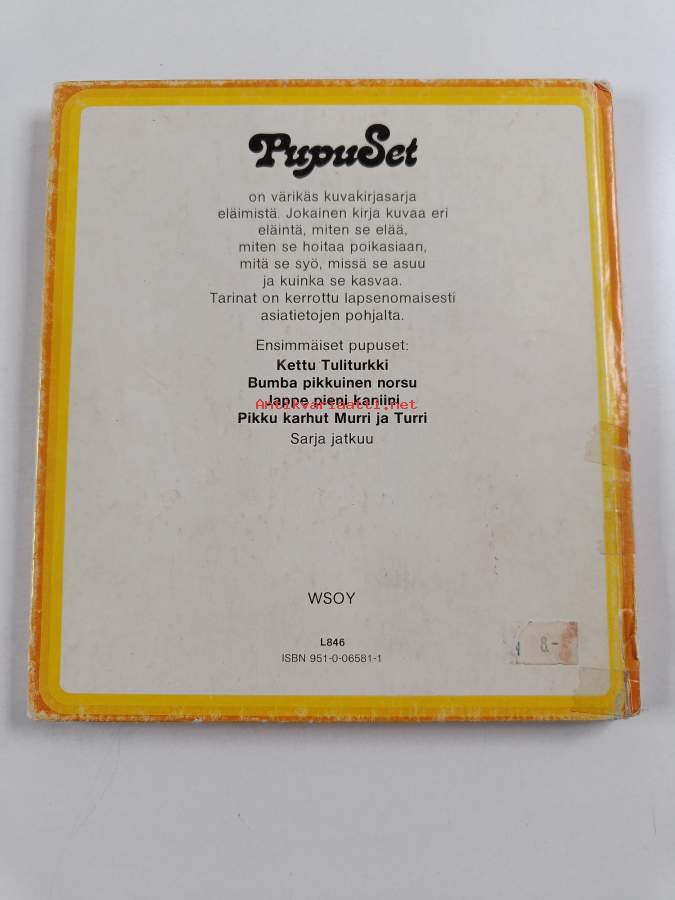 PupuSet
on värikäs kuvakirjasarja
eläimistä. Jokainen kirja kuvaa eri
eläintä, miten se elää,
miten se hoitaa poikasiaan,
mitä se syö, missä se asuu
ja kuinka se kasvaa.
Tarinat on kerrottu lapsenomaisesti
asiatietojen pohjalta.
Ensimmäiset pupuset:
Kettu Tuliturkki
Bumba pikkuinen norsu
Jappe pieni kaniini
Antikvariaatti.net
Pikku karhut Murri ja Turri
Sarja jatkuu
WSOY
L846
ISBN 951-0-06581-1
8.-